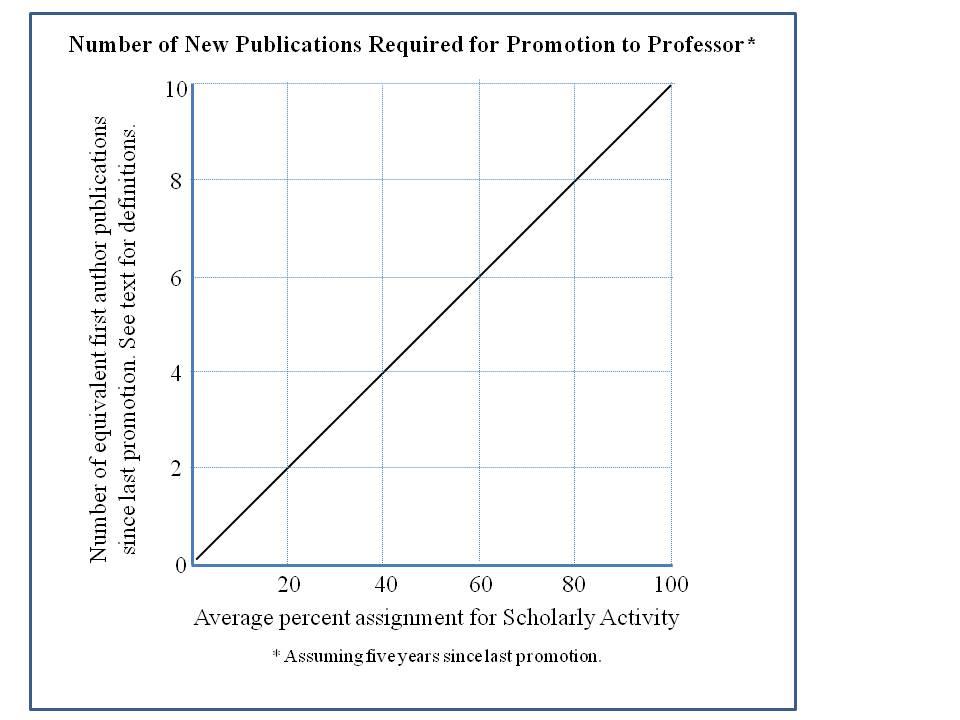 Number of New Publications Required for Promotion to Professor*
Number of equivalent first author publications
since last promotion. See text for definitions.
10
8
6
4
2
0
20 40 60 80 100
Average percent assignment for Scholarly Activity
* Assuming five years since last promotion.